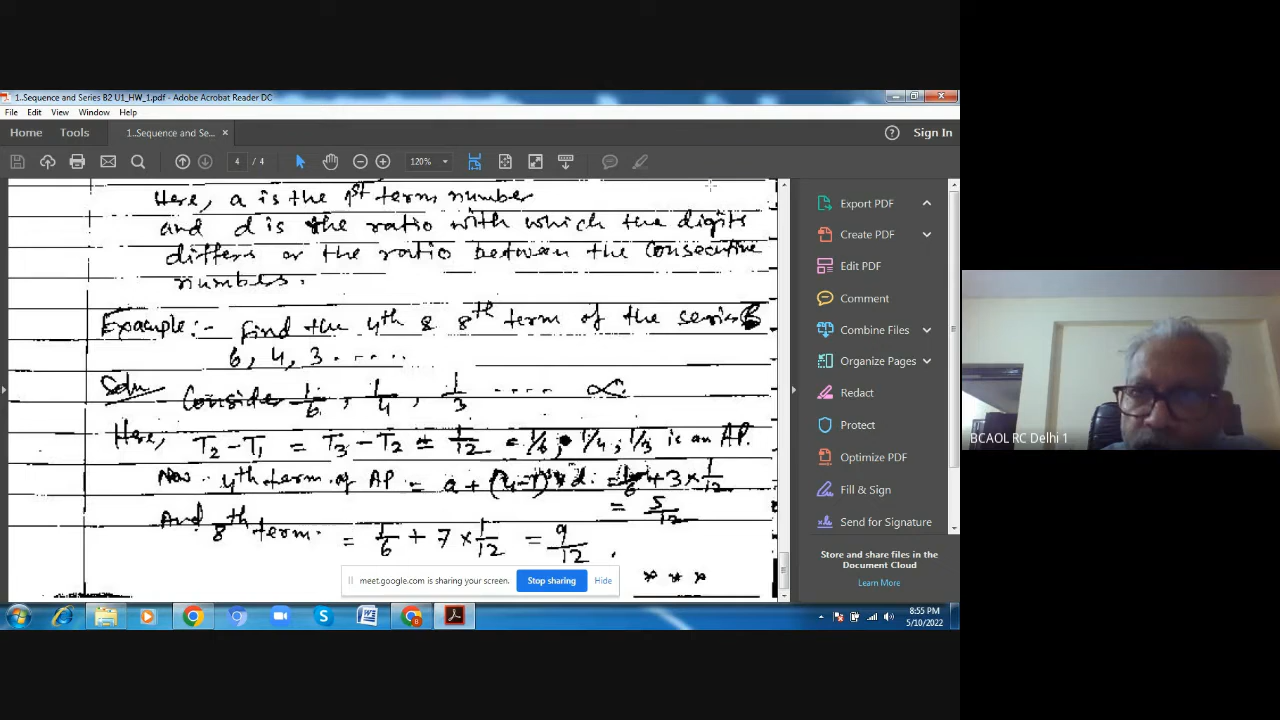 1..Sequence and Series B2 U1_HW_1.pdf - Adobe Acrobat Reader DC
File Edit View Window Help
Home Tools 1..Sequence and Se... × Sign In
4 / 4 120%
Here, a is the 1st term number
and d is the ratio with which the digits
differs or the ratio between the consecutive
numbers.
Example:- Find the 4th & 8th term of the series
6, 4, 3 .....
Soln Consider 1/6, 1/4, 1/3 .... ∝.
Here, T2-T1 = T3-T2 = 1/12 = 1/6, 1/4, 1/3 is an AP.
Now 4th term of AP = a + (4-1) × d = 1/6 + 3 × 1/12
= 5/12
And 8th term. = 1/6 + 7 × 1/12 = 9/12.
* * *
Export PDF
Create PDF
Edit PDF
Comment
Combine Files
Organize Pages
Redact
Protect
Optimize PDF
Fill & Sign
Send for Signature
Store and share files in the
Document Cloud
Learn More
BCAOL RC Delhi 1
meet.google.com is sharing your screen. Stop sharing Hide
8:55 PM
5/10/2022